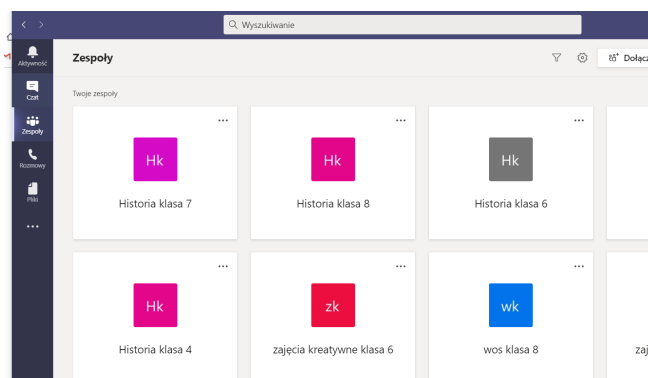 Wyszukiwanie
Aktywność
Zespoły
Dołącz
Czat
Twoje zespoły
Zespoły
Rozmowy
Pliki
Hk
Hk
Hk
Historia klasa 7
Historia klasa 8
Historia klasa 6
Hk
zk
wk
Historia klasa 4
zajęcia kreatywne klasa 6
wos klasa 8
zaj